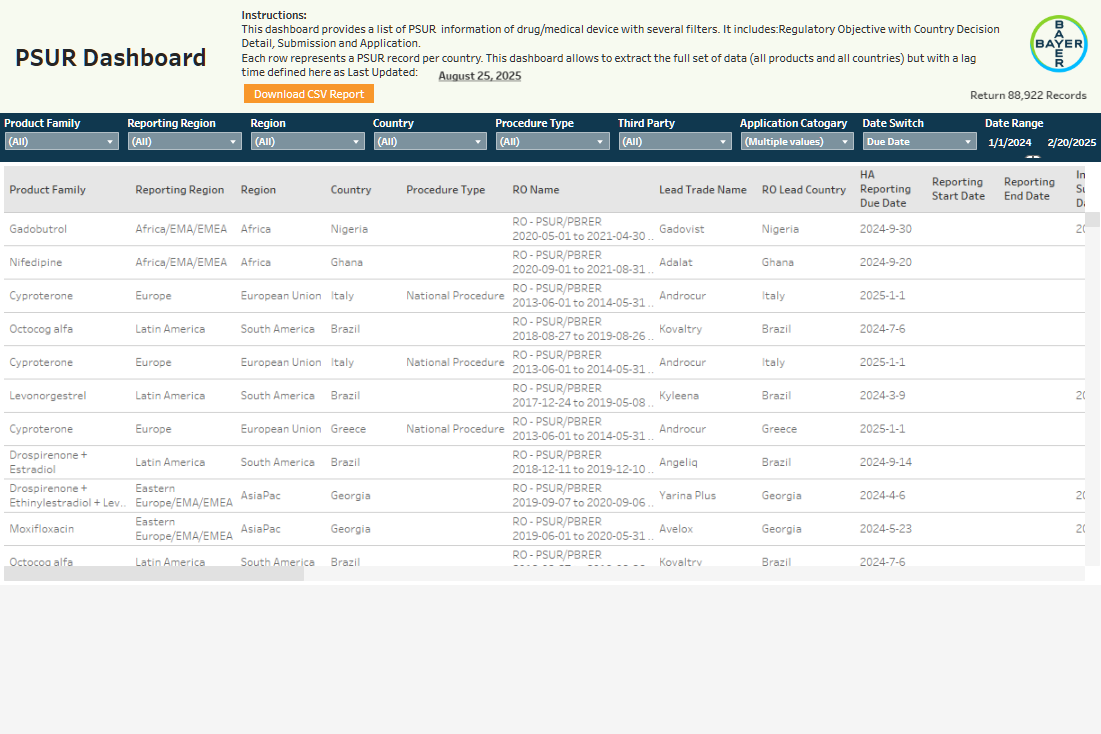 PSUR Dashboard
Instructions:
This dashboard provides a list of PSUR information of drug/medical device with several filters. It includes:Regulatory Objective with Country Decision
Detail, Submission and Application.
Each row represents a PSUR record per country. This dashboard allows to extract the full set of data (all products and all countries) but with a lag
time defined here as Last Updated: August 25, 2025
Download CSV Report
BAYER
BAYER
Return 88,922 Records
Product Family Reporting Region Region Country Procedure Type Third Party Application Catogary Date Switch Date Range
(All) (All) (All) (All) (All) (All) (Multiple values) Due Date 1/1/2024 2/20/2025
Product Family Reporting Region Region Country Procedure Type RO Name Lead Trade Name RO Lead Country HA Reporting Due Date Reporting Start Date Reporting End Date In
Su
Da
Gadobutrol Africa/EMA/EMEA Africa Nigeria RO - PSUR/PBRER
2020-05-01 to 2021-04-30 .. Gadovist Nigeria 2024-9-30 20
Nifedipine Africa/EMA/EMEA Africa Ghana RO - PSUR/PBRER
2020-09-01 to 2021-08-31 .. Adalat Ghana 2024-9-20
Cyproterone Europe European Union Italy National Procedure RO - PSUR/PBRER
2013-06-01 to 2014-05-31 .. Androcur Italy 2025-1-1
Octocog alfa Latin America South America Brazil RO - PSUR/PBRER
2018-08-27 to 2019-08-26 .. Kovaltry Brazil 2024-7-6
Cyproterone Europe European Union Italy National Procedure RO - PSUR/PBRER
2013-06-01 to 2014-05-31 .. Androcur Italy 2025-1-1
Levonorgestrel Latin America South America Brazil RO - PSUR/PBRER
2017-12-24 to 2019-05-08 .. Kyleena Brazil 2024-3-9 20
Cyproterone Europe European Union Greece National Procedure RO - PSUR/PBRER
2013-06-01 to 2014-05-31 .. Androcur Greece 2025-1-1
Drospirenone +
Estradiol Latin America South America Brazil RO - PSUR/PBRER
2018-12-11 to 2019-12-10 .. Angeliq Brazil 2024-9-14
Drospirenone +
Ethinylestradiol + Lev.. Eastern
Europe/EMA/EMEA AsiaPac Georgia RO - PSUR/PBRER
2019-09-07 to 2020-09-06 .. Yarina Plus Georgia 2024-4-6 20
Moxifloxacin Eastern
Europe/EMA/EMEA AsiaPac Georgia RO - PSUR/PBRER
2019-06-01 to 2020-05-31 .. Avelox Georgia 2024-5-23 20
Octocog alfa Latin America South America Brazil RO - PSUR/PBRER
Kovaltry Brazil 2024-7-6